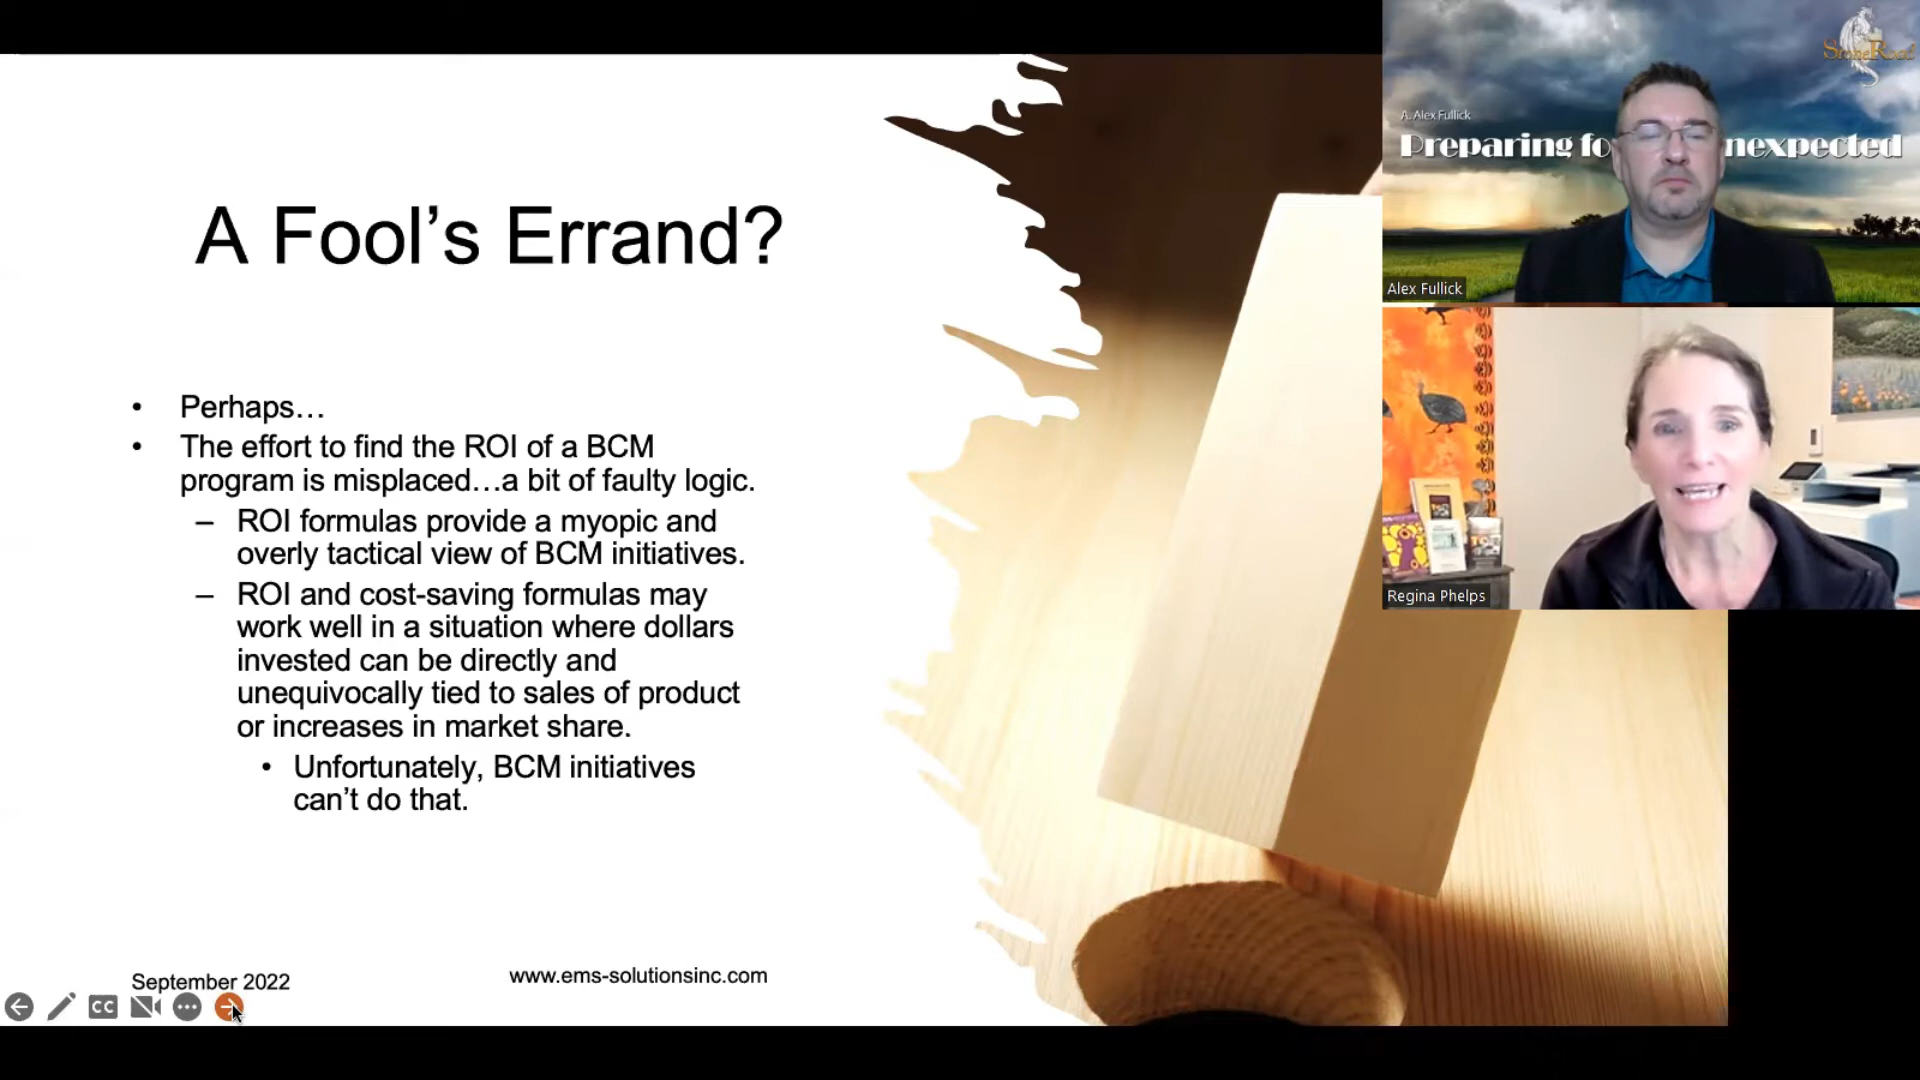 A Fool’s Errand?
• Perhaps…
• The effort to find the ROI of a BCM
program is misplaced…a bit of faulty logic.
– ROI formulas provide a myopic and
overly tactical view of BCM initiatives.
– ROI and cost-saving formulas may
work well in a situation where dollars
invested can be directly and
unequivocally tied to sales of product
or increases in market share.
• Unfortunately, BCM initiatives
can’t do that.
September 2022
www.ems-solutionsinc.com
CC
StoneRoad
A. Alex Fullick
Preparing fo nexpected
Alex Fullick
Regina Phelps